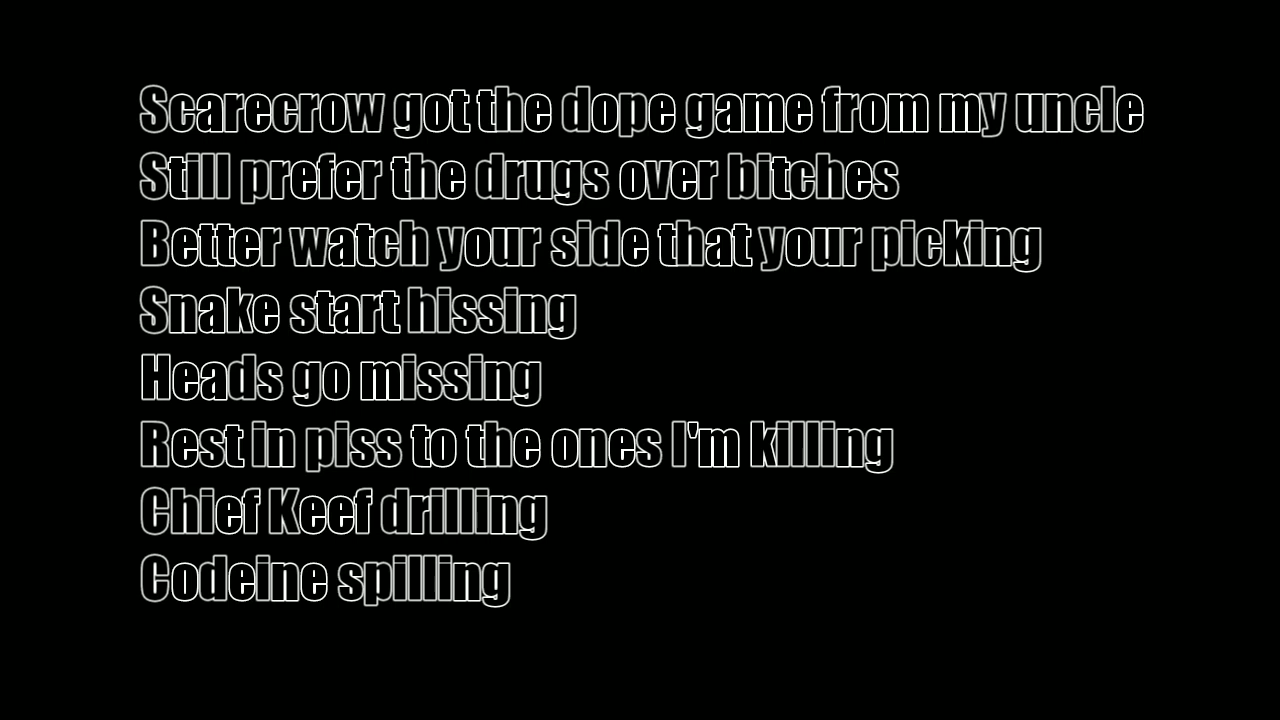 Scarecrow got the dope game from my uncle
Still prefer the drugs over bitches
Better watch your side that your picking
Snake start hissing
Heads go missing
Rest in piss to the ones I'm killing
Chief Keef drilling
Codeine spilling